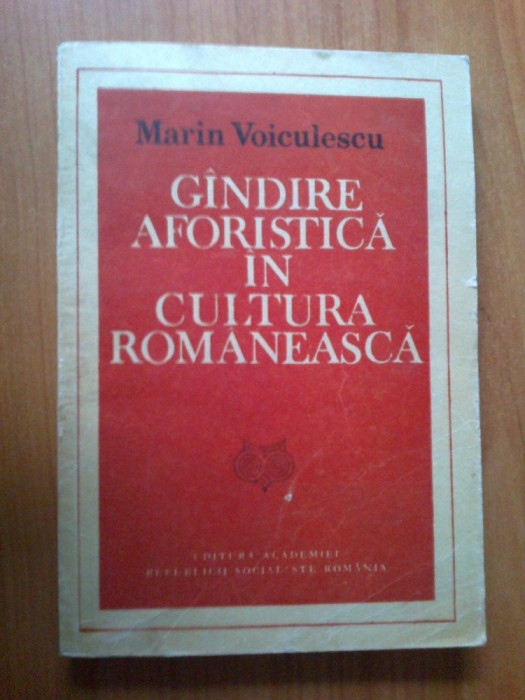 Marin Voiculescu
GÎNDIRE
AFORISTICĂ
ÎN
CULTURA
ROMÂNEASCĂ
EDITURA ACADEMIEI
REPUBLICII SOCIALISTE ROMÂNIA